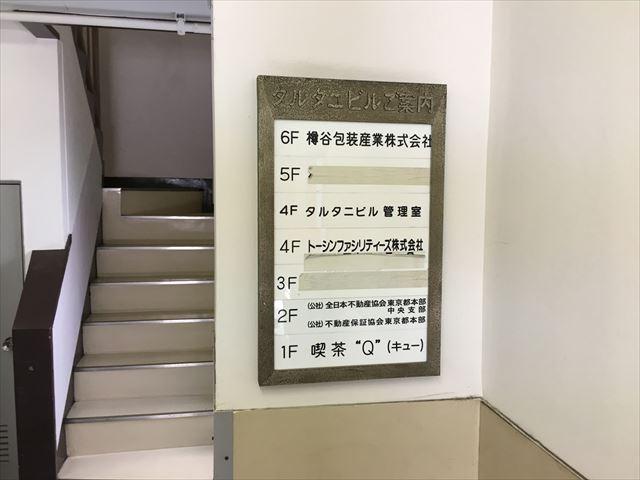 タルタニビルご案内
6F 樽谷包装産業株式会社
5F
4F タルタニビル 管理室
4F トーシンファシリティーズ株式会社
3F
2F (公社) 全日本不動産協会東京都本部
中央支部
(公社) 不動産保証協会東京都本部
1F 喫茶 “Q” (キュー)